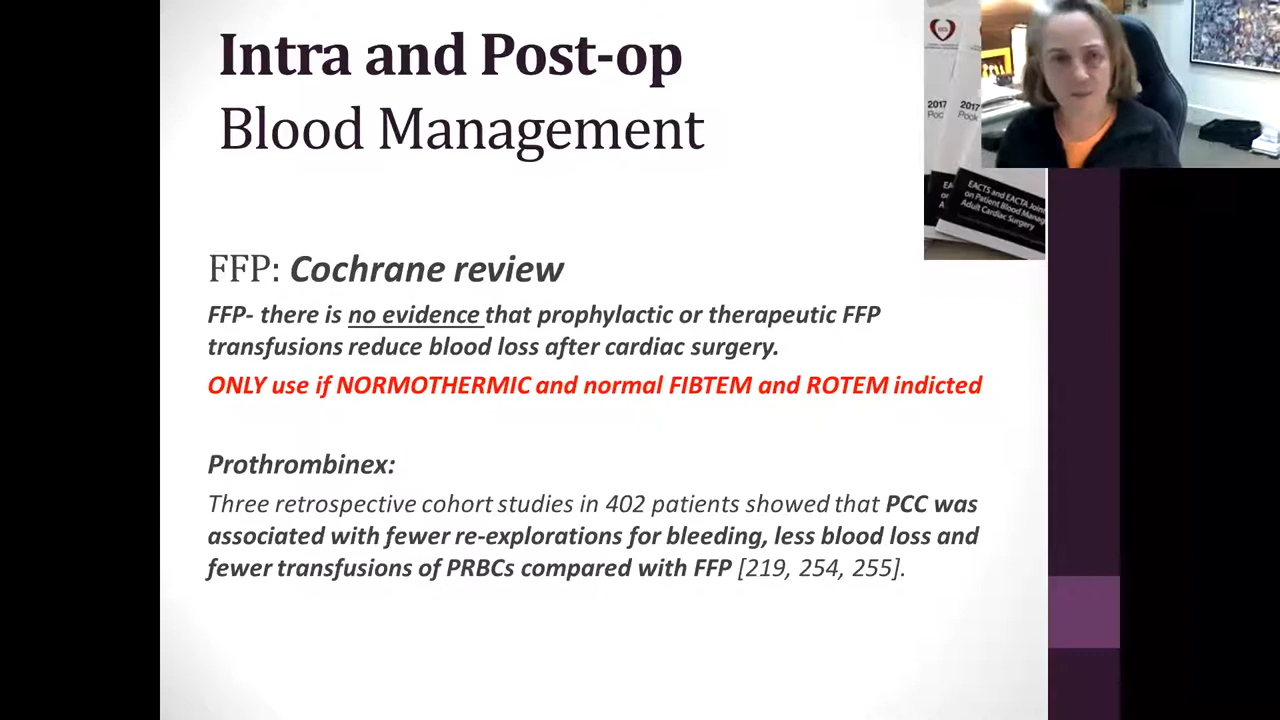 Intra and Post-op
Blood Management
2017
2017
Pock
EACTS and EACTA Joint
on Patient Blood Manag
Adult Cardiac Surgery
FFP: Cochrane review
FFP- there is no evidence that prophylactic or therapeutic FFP
transfusions reduce blood loss after cardiac surgery.
ONLY use if NORMOTHERMIC and normal FIBTEM and ROTEM indicted
Prothrombinex:
Three retrospective cohort studies in 402 patients showed that PCC was
associated with fewer re-explorations for bleeding, less blood loss and
fewer transfusions of PRBCs compared with FFP [219, 254, 255].